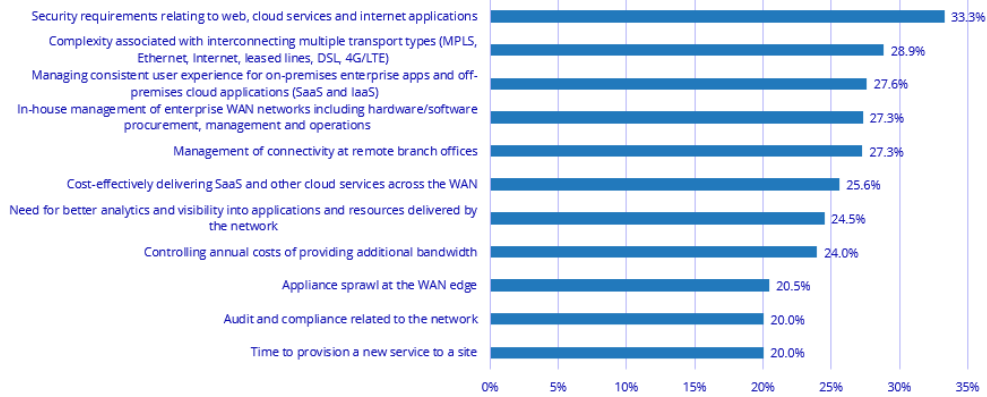 Security requirements relating to web, cloud services and internet applications
33.3%
Complexity associated with interconnecting multiple transport types (MPLS,
Ethernet, Internet, leased lines, DSL, 4G/LTE)
28.9%
Managing consistent user experience for on-premises enterprise apps and off-
premises cloud applications (SaaS and IaaS)
27.6%
In-house management of enterprise WAN networks including hardware/software
procurement, management and operations
27.3%
Management of connectivity at remote branch offices
27.3%
Cost-effectively delivering SaaS and other cloud services across the WAN
25.6%
Need for better analytics and visibility into applications and resources delivered by
the network
24.5%
Controlling annual costs of providing additional bandwidth
24.0%
Appliance sprawl at the WAN edge
20.5%
Audit and compliance related to the network
20.0%
Time to provision a new service to a site
20.0%
0% 5% 10% 15% 20% 25% 30% 35%